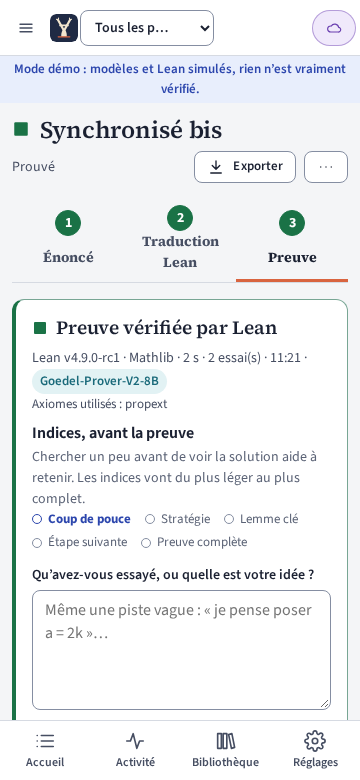 Tous les p…
Mode démo : modèles et Lean simulés, rien n’est vraiment
vérifié.
Synchronisé bis
Prouvé
Exporter
···
1
2
3
Énoncé
Traduction
Lean
Preuve
Preuve vérifiée par Lean
Lean v4.9.0-rc1 · Mathlib · 2 s · 2 essai(s) · 11:21 ·
Goedel-Prover-V2-8B
Axiomes utilisés : propext
Indices, avant la preuve
Chercher un peu avant de voir la solution aide à
retenir. Les indices vont du plus léger au plus
complet.
Coup de pouce Stratégie Lemme clé
Étape suivante Preuve complète
Qu’avez-vous essayé, ou quelle est votre idée ?
Même une piste vague : « je pense poser
a = 2k »…
Accueil Activité Bibliothèque Réglages